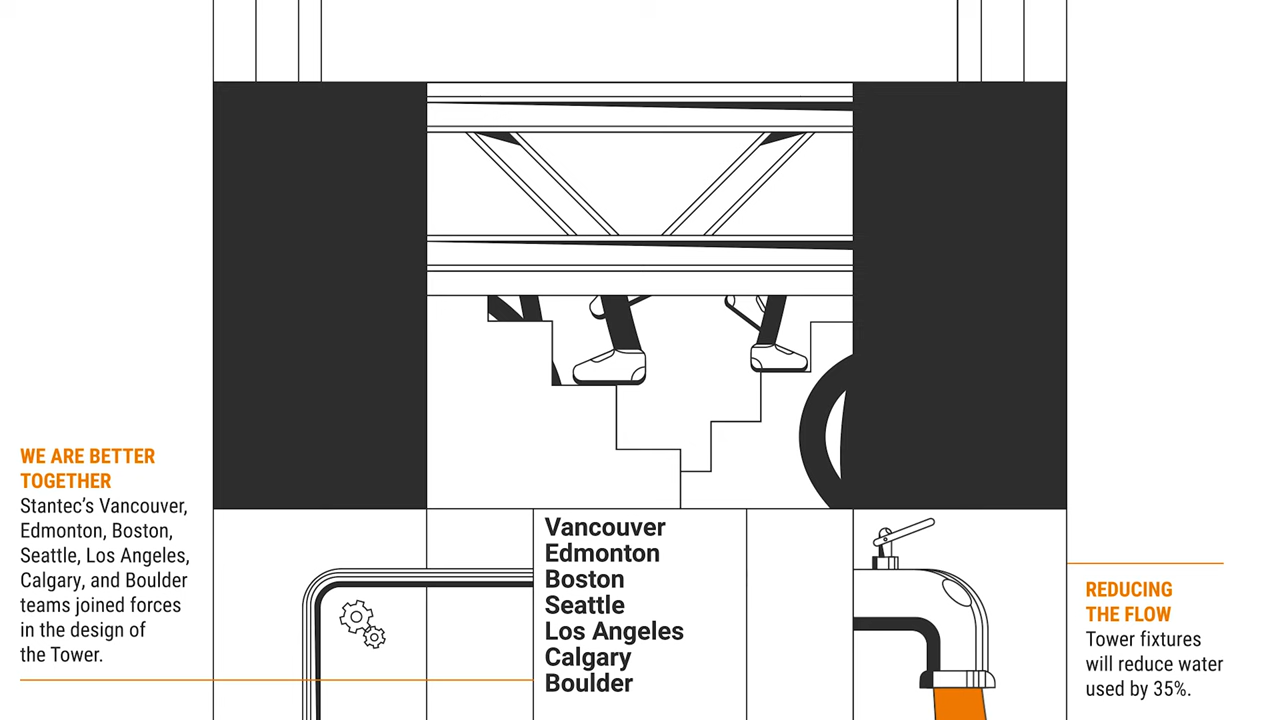 WE ARE BETTER
TOGETHER
Stantec’s Vancouver,
Edmonton, Boston,
Seattle, Los Angeles,
Calgary, and Boulder
teams joined forces
in the design of
the Tower.
Vancouver
Edmonton
Boston
Seattle
Los Angeles
Calgary
Boulder
REDUCING
THE FLOW
Tower fixtures
will reduce water
used by 35%.